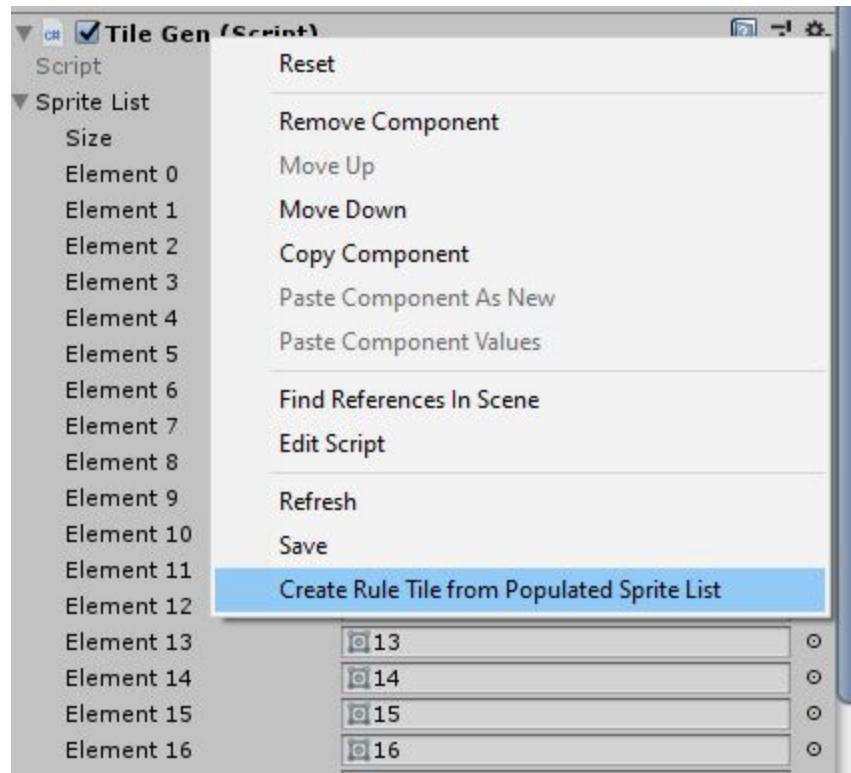 Tile Gen (Script)
Script
Sprite List
Size
Element 0
Element 1
Element 2
Element 3
Element 4
Element 5
Element 6
Element 7
Element 8
Element 9
Element 10
Element 11
Element 12
Reset
Remove Component
Move Up
Move Down
Copy Component
Paste Component As New
Paste Component Values
Find References In Scene
Edit Script
Refresh
Save
Create Rule Tile from Populated Sprite List
Element 13 13
Element 14 14
Element 15 15
Element 16 16